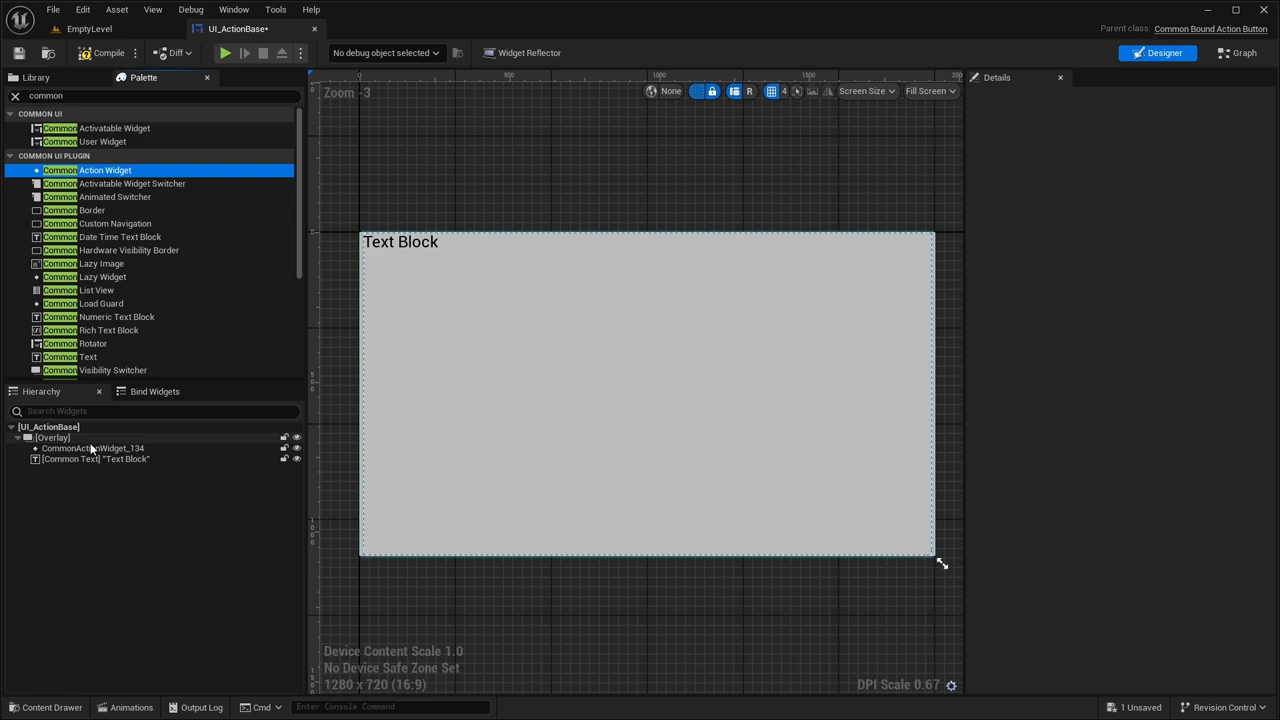 File Edit Asset View Debug Window Tools Help
EmptyLevel
UI_ActionBase•
Parent class: Common Bound Action Button
Compile
Diff
No debug object selected
Widget Reflector
Designer
Graph
Library
Palette
common
COMMON UI
Common Activatable Widget
Common User Widget
COMMON UI PLUGIN
Common Action Widget
Common Activatable Widget Switcher
Common Animated Switcher
Common Border
Common Custom Navigation
Common Date Time Text Block
Common Hardware Visibility Border
Common Lazy Image
Common Lazy Widget
Common List View
Common Load Guard
Common Numeric Text Block
Common Rich Text Block
Common Rotator
Common Text
Common Visibility Switcher
Hierarchy
Bind Widgets
Search Widgets
[UI_ActionBase]
[Overlay]
CommonActionWidget_134
[Common Text] "Text Block"
0 500 1000 1500 200
Zoom -3
None
R
4
Screen Size
Fill Screen
Text Block
Device Content Scale 1.0
No Device Safe Zone Set
1280 x 720 (16:9)
DPI Scale 0.67
Details
Content Drawer
Animations
Output Log
Cmd
Enter Console Command
1 Unsaved
Revision Control